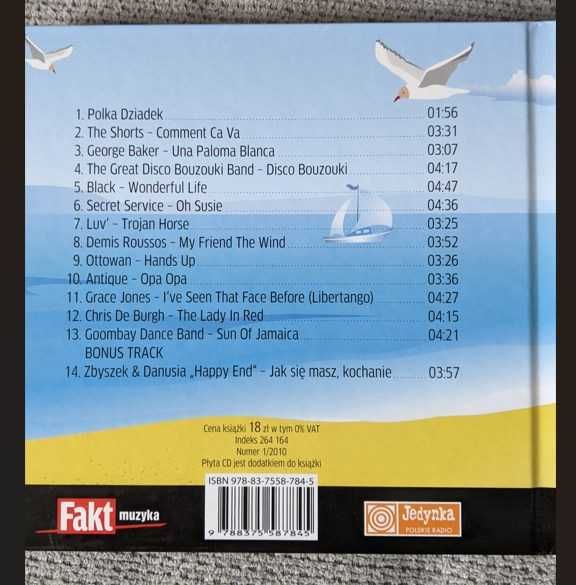 1. Polka Dziadek 01:56
2. The Shorts – Comment Ca Va 03:31
3. George Baker – Una Paloma Blanca 03:07
4. The Great Disco Bouzouki Band – Disco Bouzouki 04:17
5. Black – Wonderful Life 04:47
6. Secret Service – Oh Susie 04:36
7. Luv' – Trojan Horse 03:25
8. Demis Roussos – My Friend The Wind 03:52
9. Ottowan – Hands Up 03:26
10. Antique – Opa Opa 03:36
11. Grace Jones – I've Seen That Face Before (Libertango) 04:27
12. Chris De Burgh – The Lady In Red 04:15
13. Goombay Dance Band – Sun Of Jamaica 04:21
BONUS TRACK
14. Zbyszek & Danusia „Happy End" – Jak się masz, kochanie 03:57
Cena książki 18 zł w tym 0% VAT
Indeks 264 164
Numer 1/2010
Płyta CD jest dodatkiem do książki
ISBN 978-83-7558-784-5
9 788375 587845
Fakt muzyka
Jedynka
POLSKIE RADIO